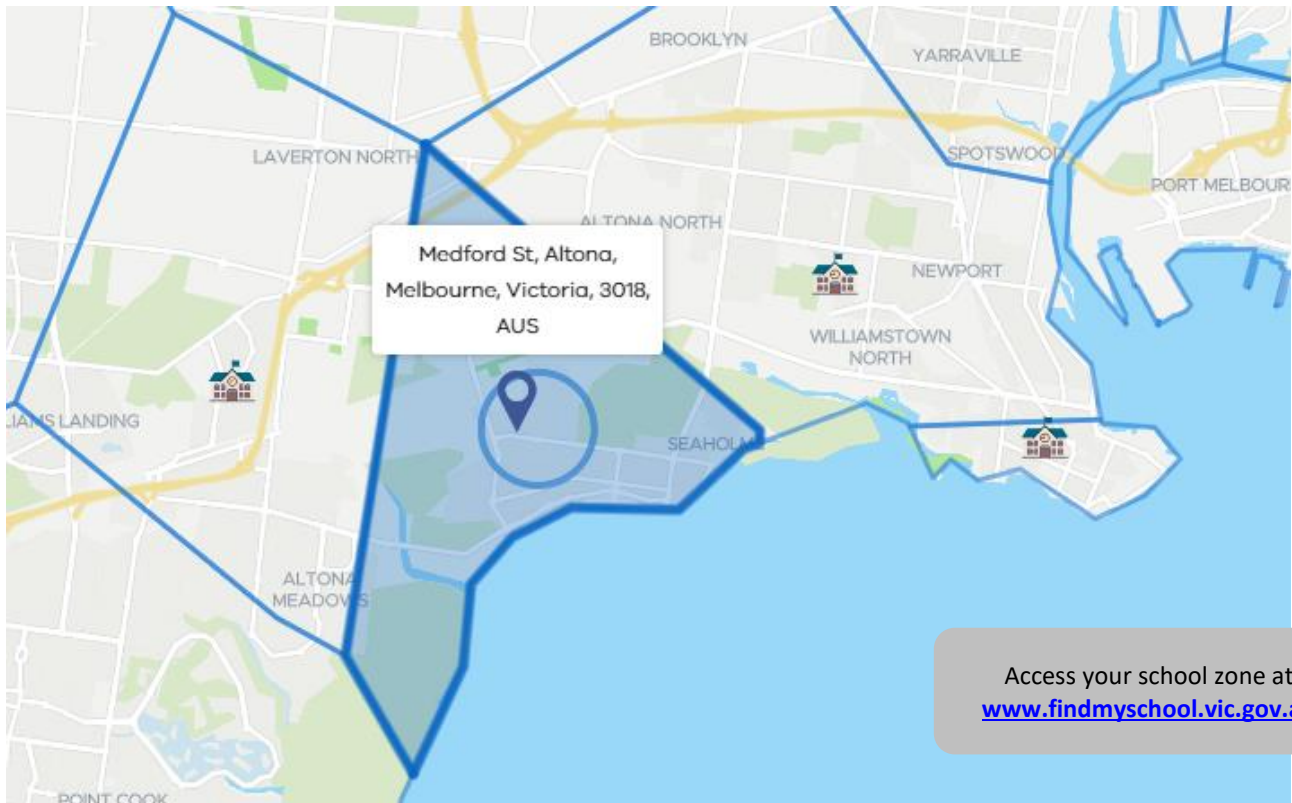 BROOKLYN
YARRAVILLE
LAVERTON NORTH
SPOTSWOOD
PORT MELBOUR
ALTONA NORTH
Medford St, Altona,
Melbourne, Victoria, 3018,
AUS
NEWPORT
WILLIAMSTOWN
NORTH
IAMS LANDING
SEAHOLME
ALTONA
MEADOWS
POINT COOK
Access your school zone at
www.findmyschool.vic.gov.a